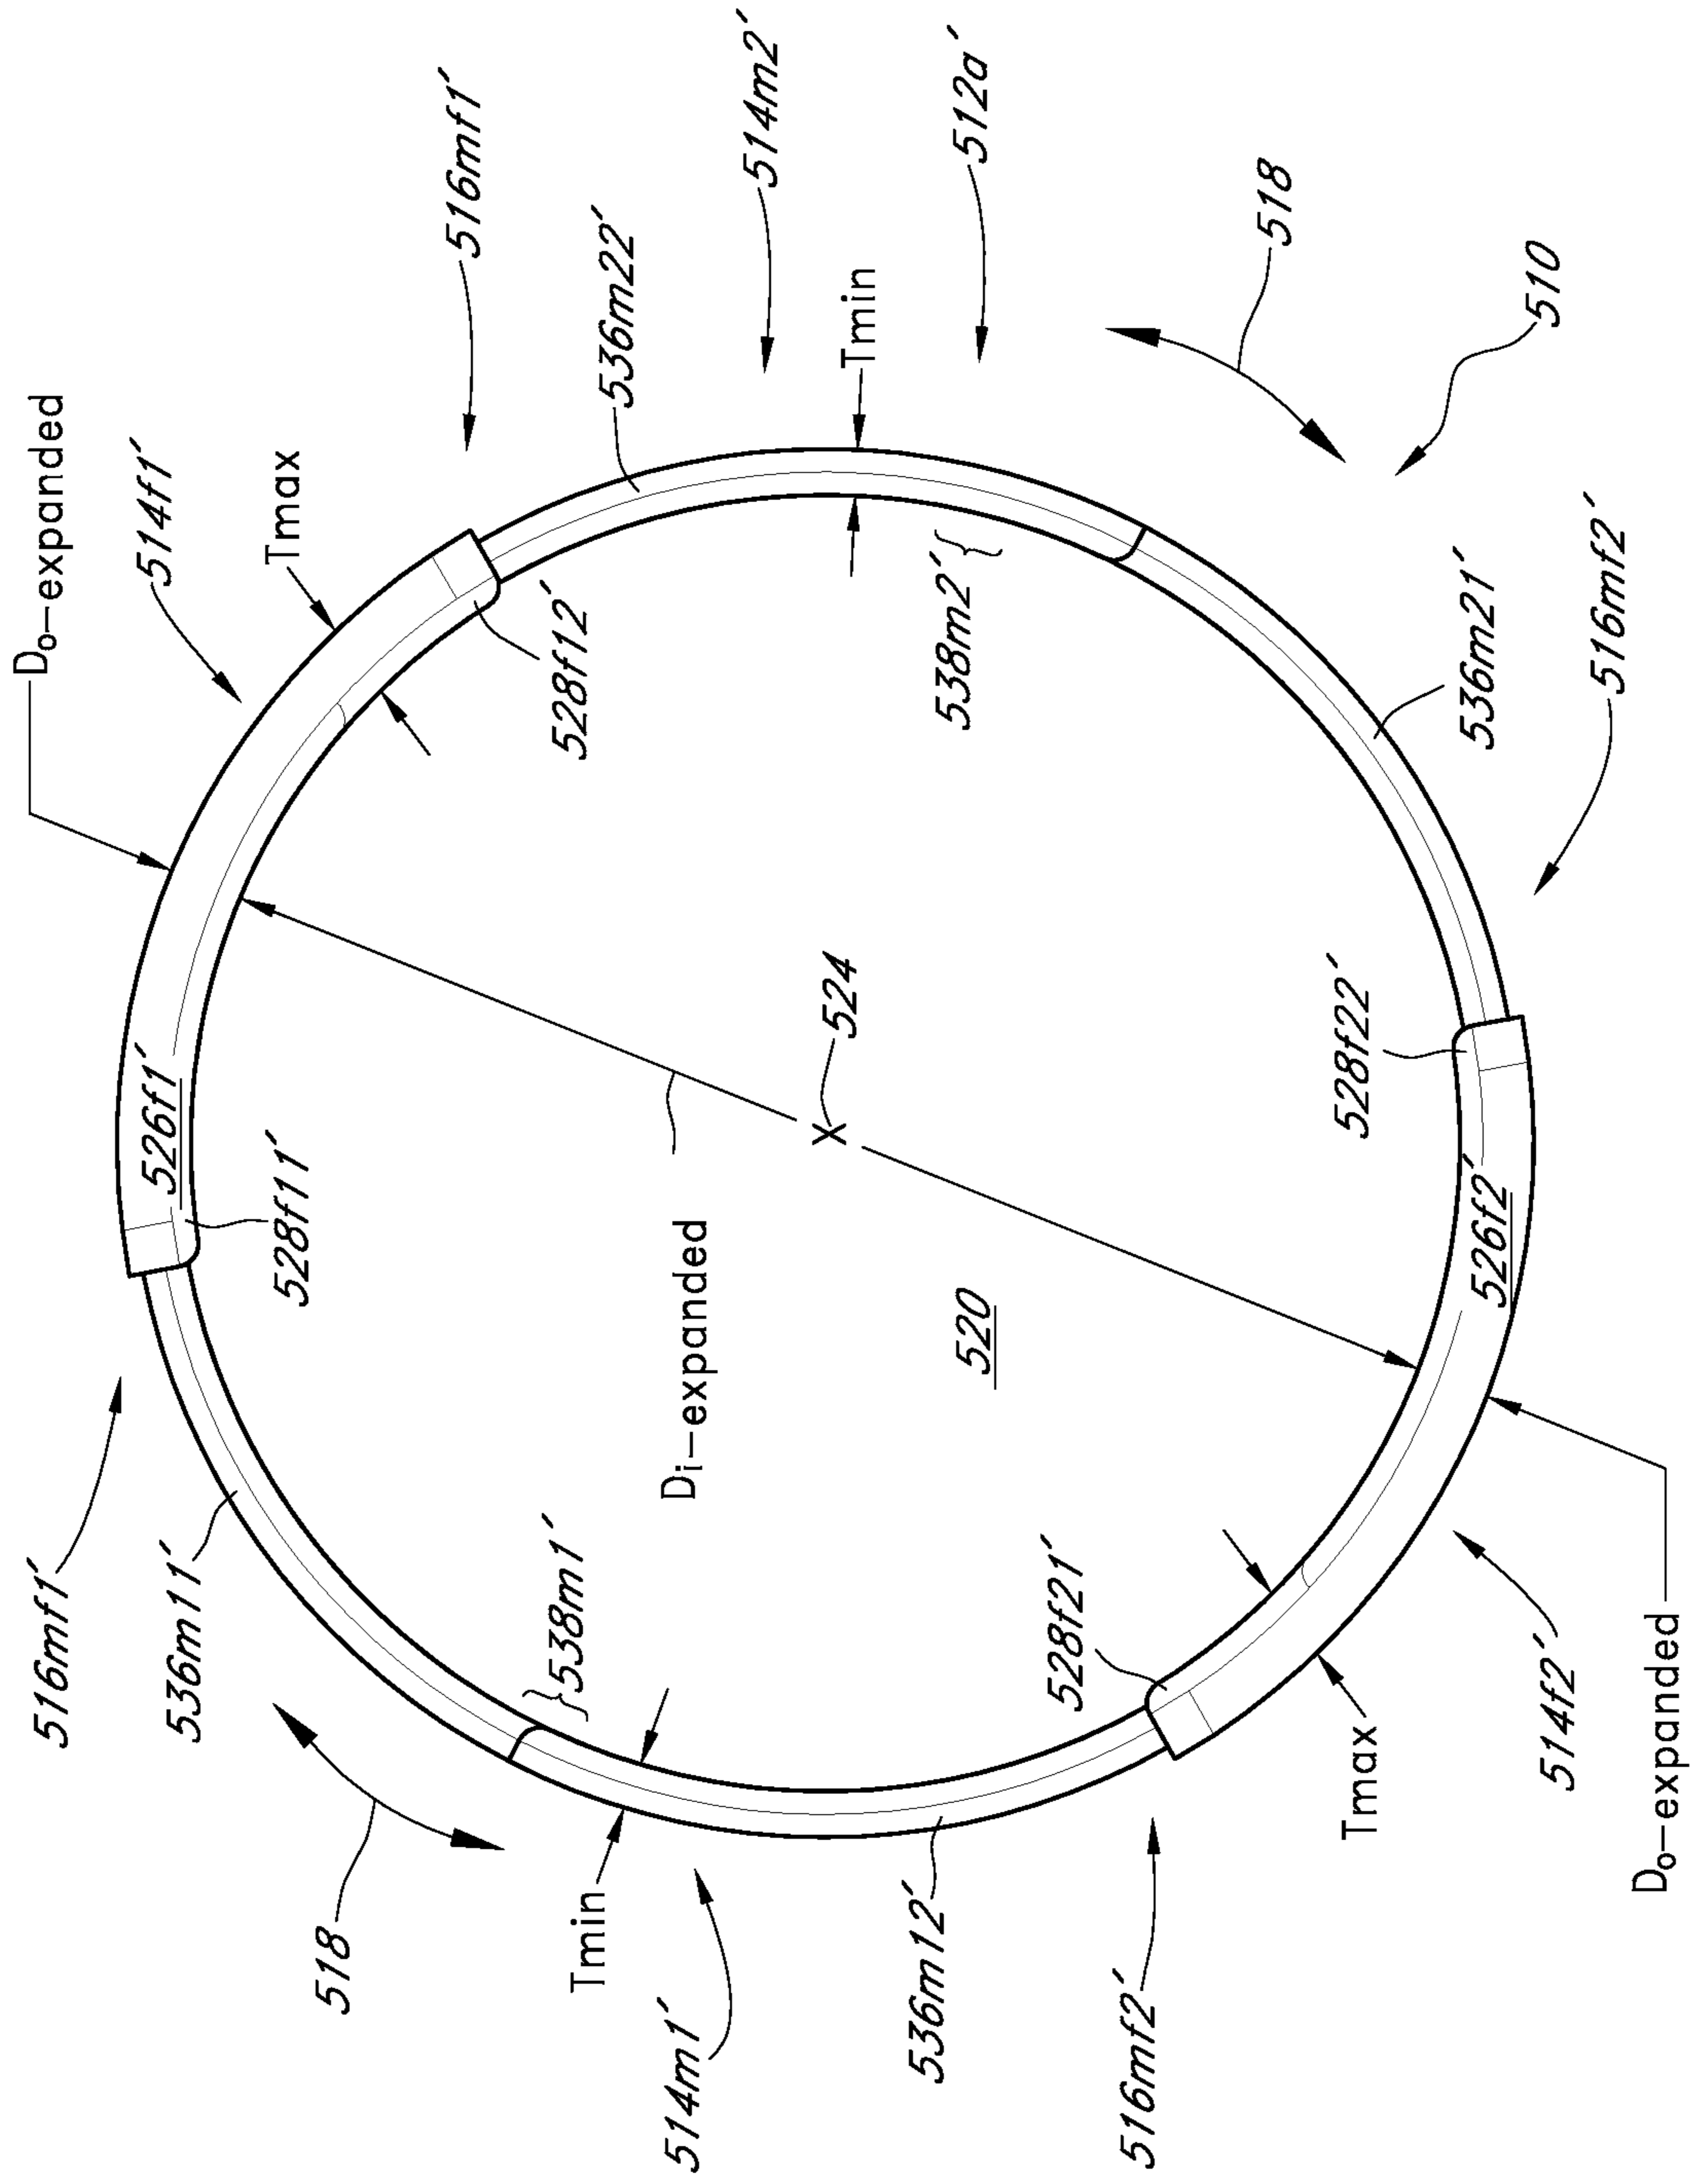 Do–expanded
514f1′
Tmax
516mf1′
514m2′
512a′
536m22′
Tmin
518
510
528f12′
538m2′
536m21′
516mf2′
526f1′
528f11′
524
x
528f22′
526f2′
Di–expanded
520
516mf1′
536m11′
538m1′
528f21′
518
Tmin
514m1′
536m12′
516mf2′
Tmax
514f2′
Do–expanded